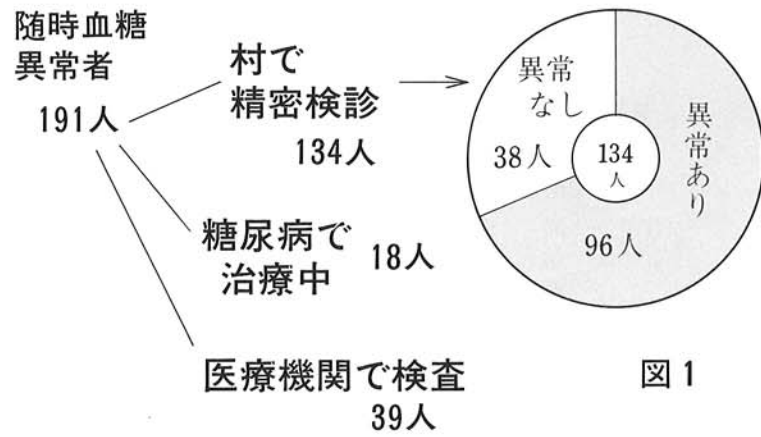 随時血糖
異常者
191人
村で
精密検診
134人
糖尿病で
治療中
18人
医療機関で検査
39人
異常
なし
38人
134
人
異常あり
96人
図1